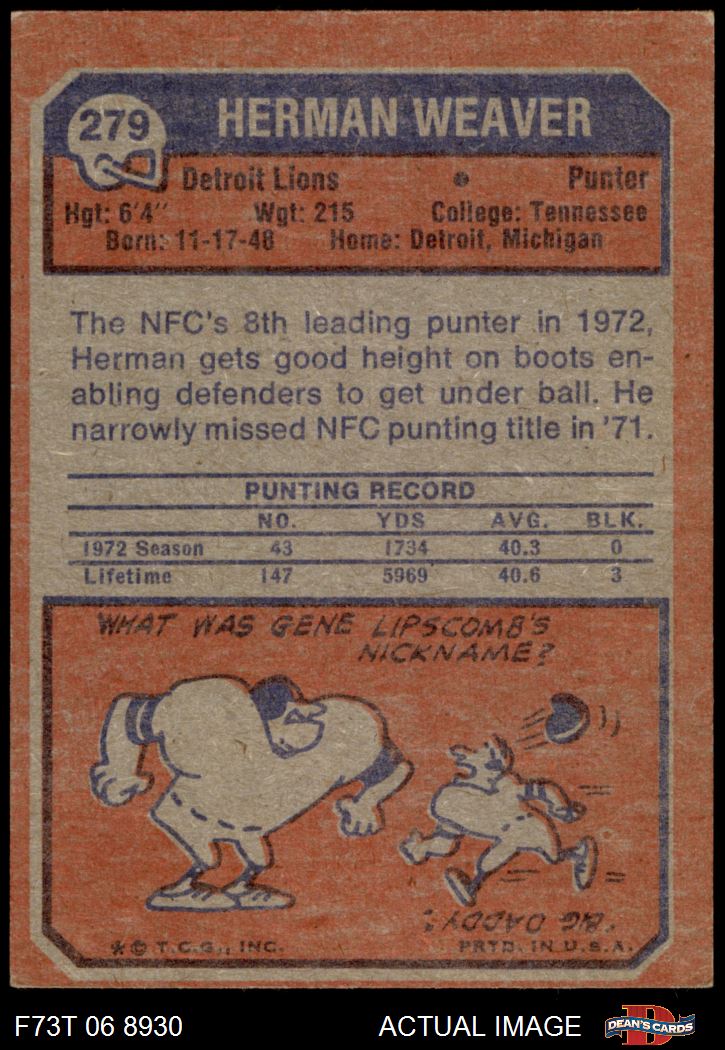 279
HERMAN WEAVER
Detroit Lions • Punter
Hgt: 6'4" Wgt: 215 College: Tennessee
Born: 11-17-48 Home: Detroit, Michigan
The NFC's 8th leading punter in 1972,
Herman gets good height on boots en-
abling defenders to get under ball. He
narrowly missed NFC punting title in '71.
PUNTING RECORD
NO. YDS AVG. BLK.
1972 Season 43 1734 40.3 0
Lifetime 147 5969 40.6 3
WHAT WAS GENE LIPSCOMB'S
NICKNAME?
"BIG DADDY".
* © T.C.G., INC. PRTD. IN U.S.A.
F73T 06 8930 ACTUAL IMAGE
D
DEAN'S CARDS